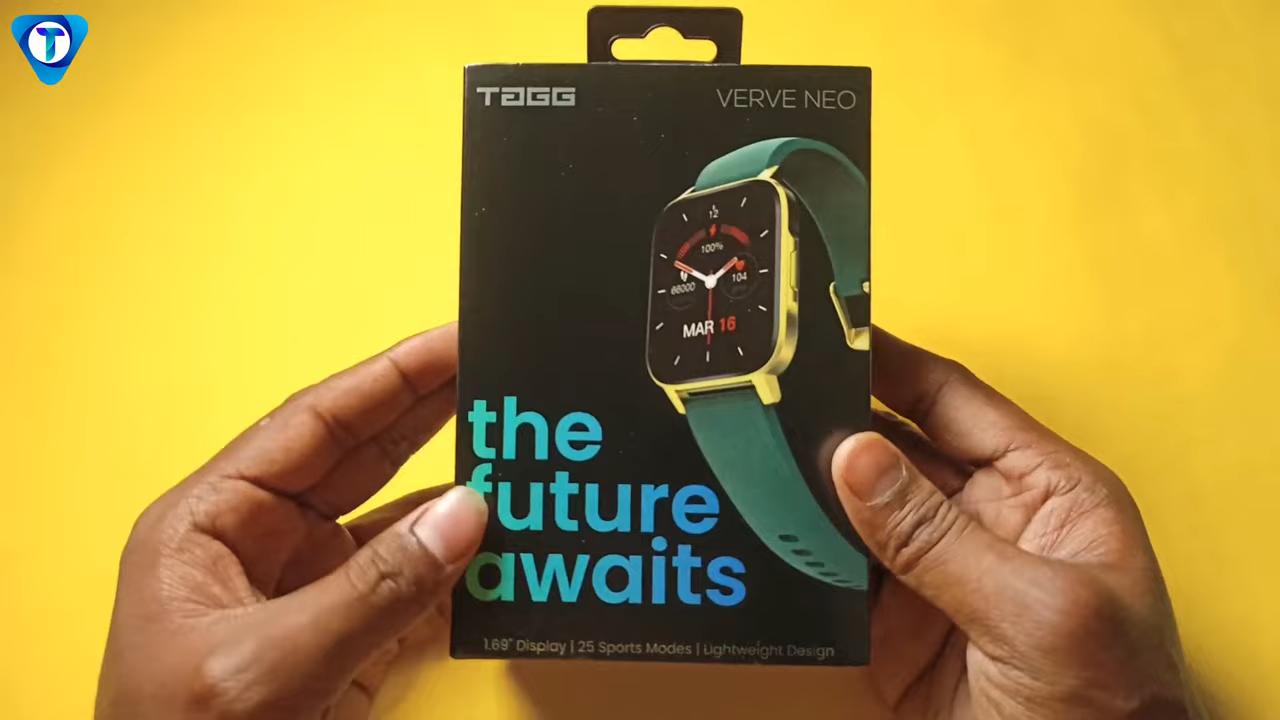 T
TAGG
VERVE NEO
12
100%
66000
104
MAR 16
the
future
awaits
1.69" Display | 25 Sports Modes | Lightweight Design